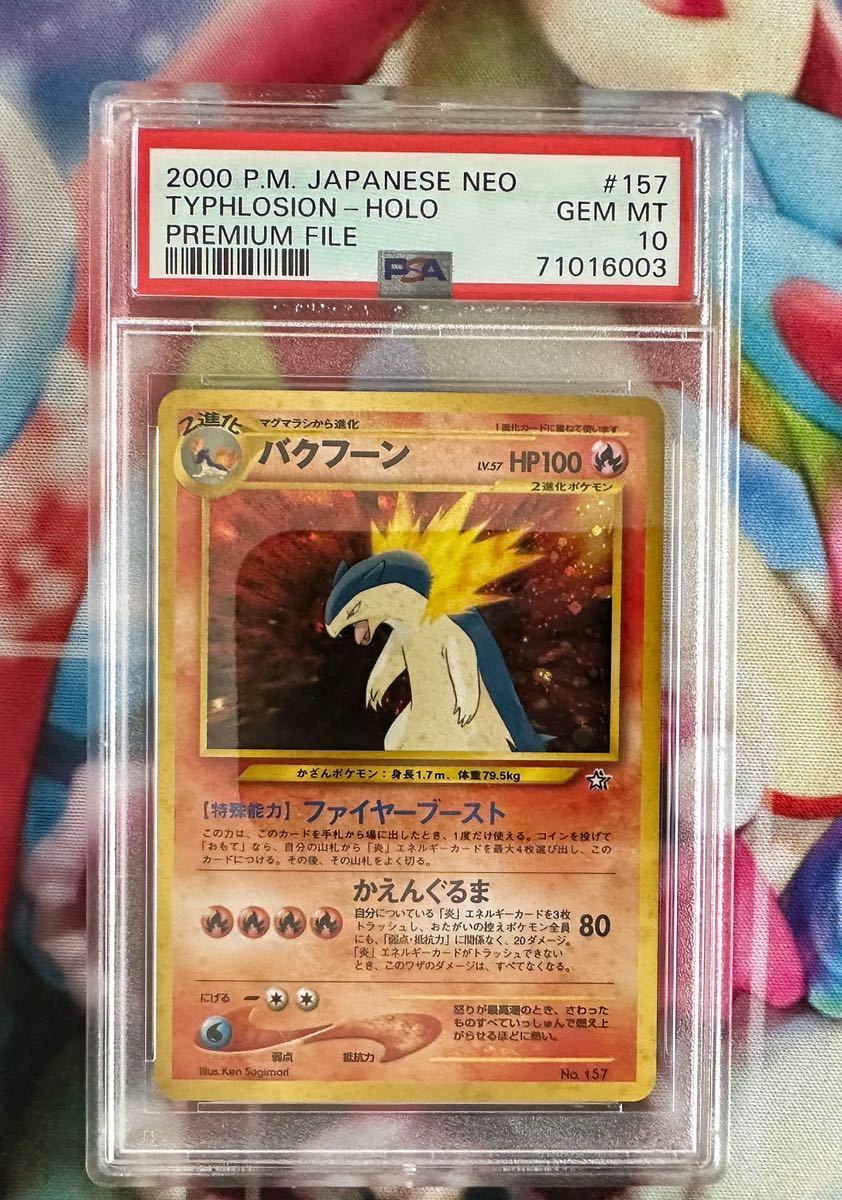 2000 P.M. JAPANESE NEO #157
TYPHLOSION - HOLO GEM MT
PREMIUM FILE 10
PSA 71016003
2進化 マグマラシから進化 1進化カードに重ねて使います
バクフーン LV.57 HP100
2進化ポケモン
かざんポケモン:身長1.7m、体重79.5kg
【特殊能力】ファイヤーブースト
この力は、このカードを手札から場に出したとき、1度だけ使える。コインを投げて
「おもて」なら、自分の山札から「炎」エネルギーカードを最大4枚選び出し、この
カードにつける。その後、その山札をよく切る。
かえんぐるま
自分についている「炎」エネルギーカードを3枚
トラッシュし、おたがいの控えポケモン全員
にも、「弱点・抵抗力」に関係なく、20ダメージ。
「炎」エネルギーカードがトラッシュできない
とき、このワザのダメージは、すべてなくなる。
80
にげる
弱点 抵抗力
怒りが最高潮のとき、さわった
ものすべていっしゅんで燃え上
がらせるほどに熱い。
Illus.Ken Sugimori No. 157